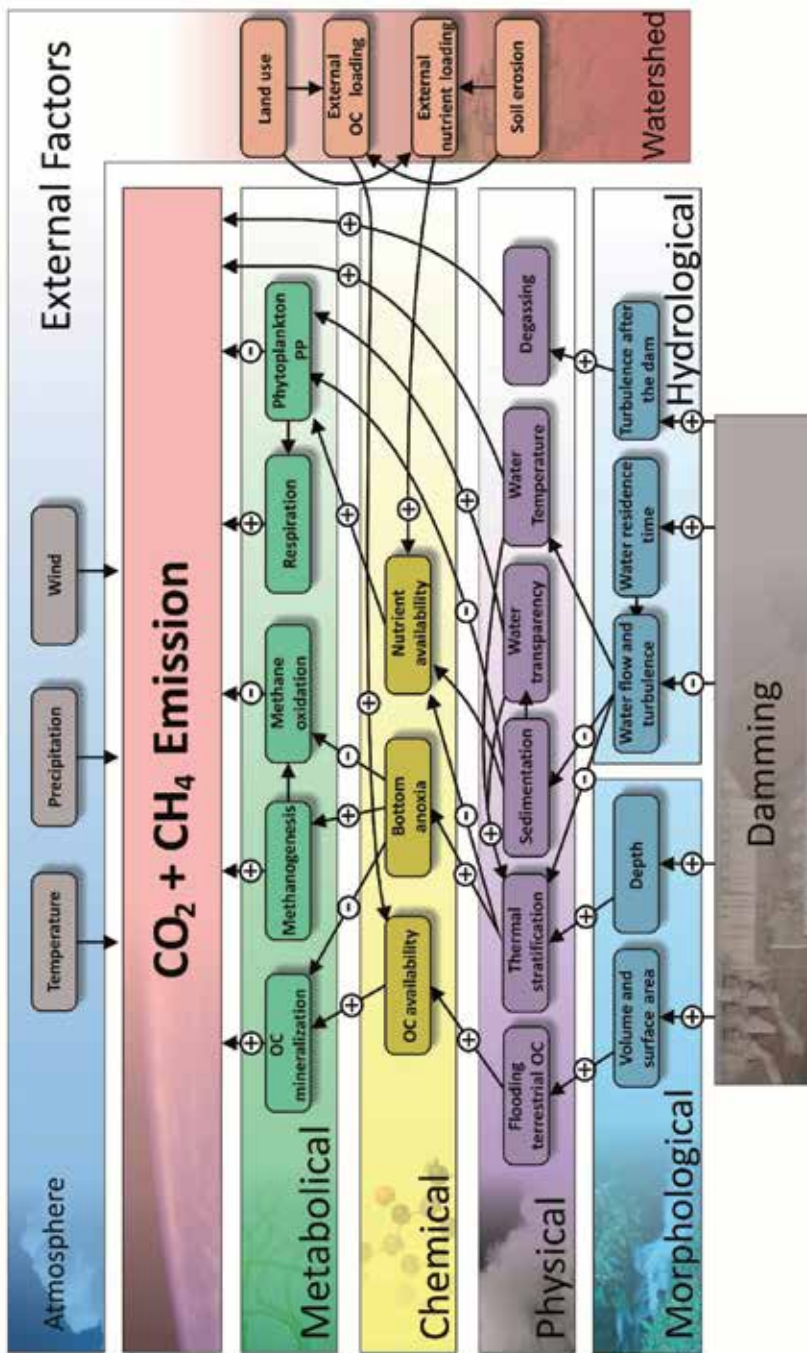 Atmosphere
External Factors
Temperature
Precipitation
Wind
CO₂ + CH₄ Emission
+
+
-
+
-
+
+
Metabolical
OC
mineralization
Methanogenesis
Methane
oxidation
Respiration
Phytoplankton
PP
Land use
External
OC loading
External
nutrient loading
Soil erosion
Watershed
+
-
+
-
+
+
+
Chemical
OC availability
Bottom
anoxia
Nutrient availability
+
+
-
-
+
Physical
Flooding
terrestrial OC
Thermal
stratification
Sedimentation
Water
transparency
Water
Temperature
Degassing
+
+
+
-
-
+
Morphological
Volume and
surface area
Depth
Hydrological
Water flow and
turbulence
Water residence
time
Turbulence after
the dam
+
+
-
+
+
Damming